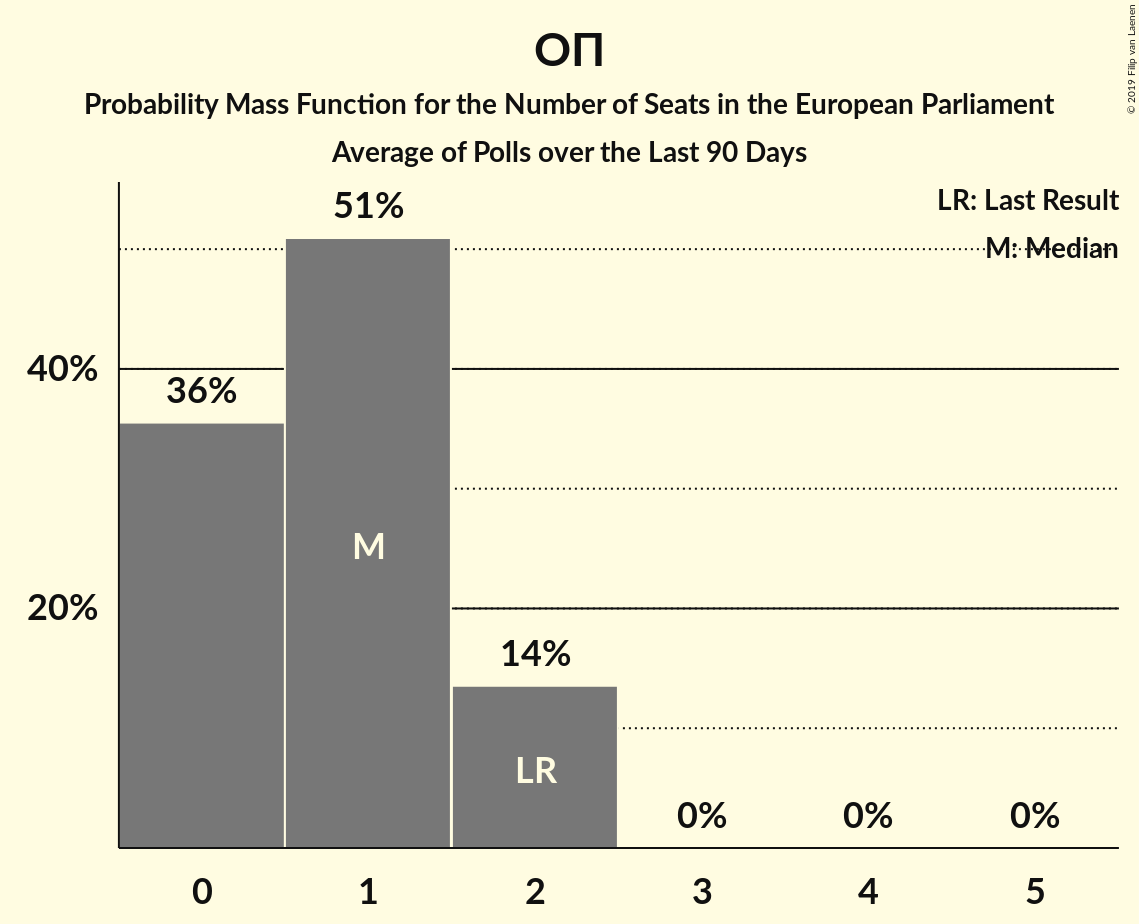 ОП
Probability Mass Function for the Number of Seats in the European Parliament
Average of Polls over the Last 90 Days
© 2019 Filip van Laenen
LR: Last Result
M: Median
51%
40%
36%
M
20%
14%
LR
0% 0% 0%
0 1 2 3 4 5